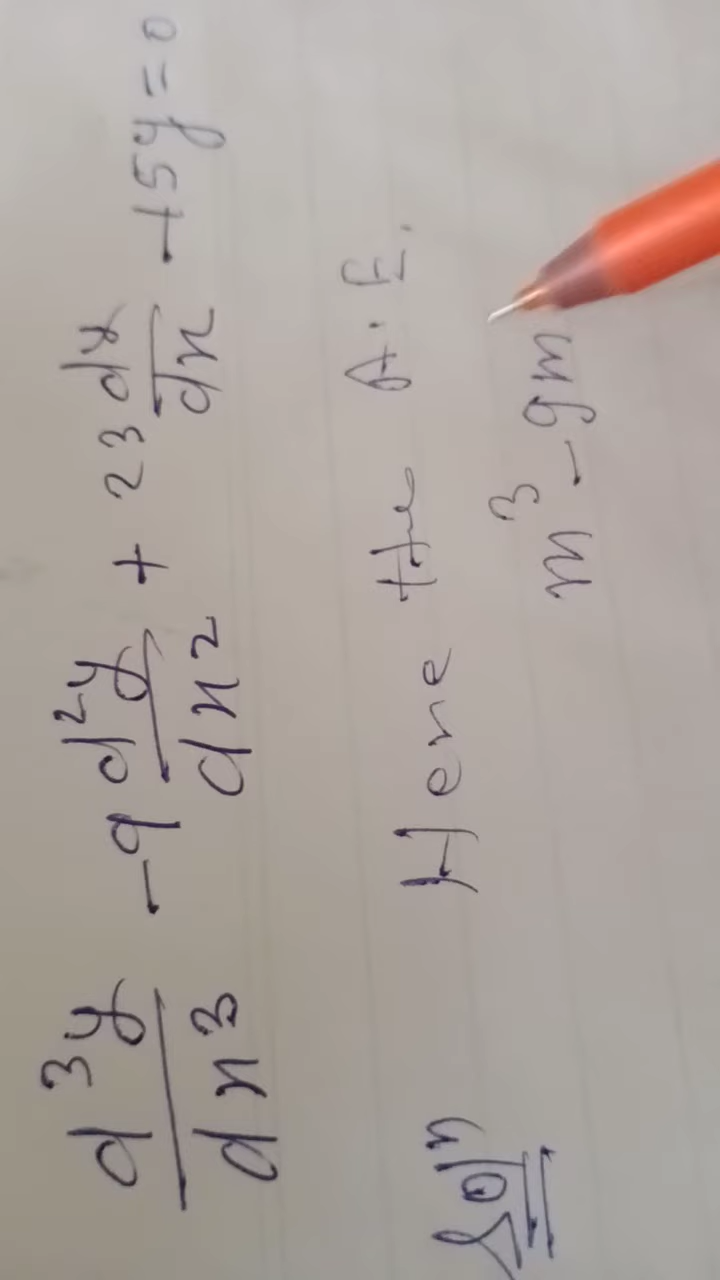 d³y/dx³ - 9 d²y/dx² + 23 dy/dx - 15y = 0
Solⁿ Here the A.E.
m³ - 9m